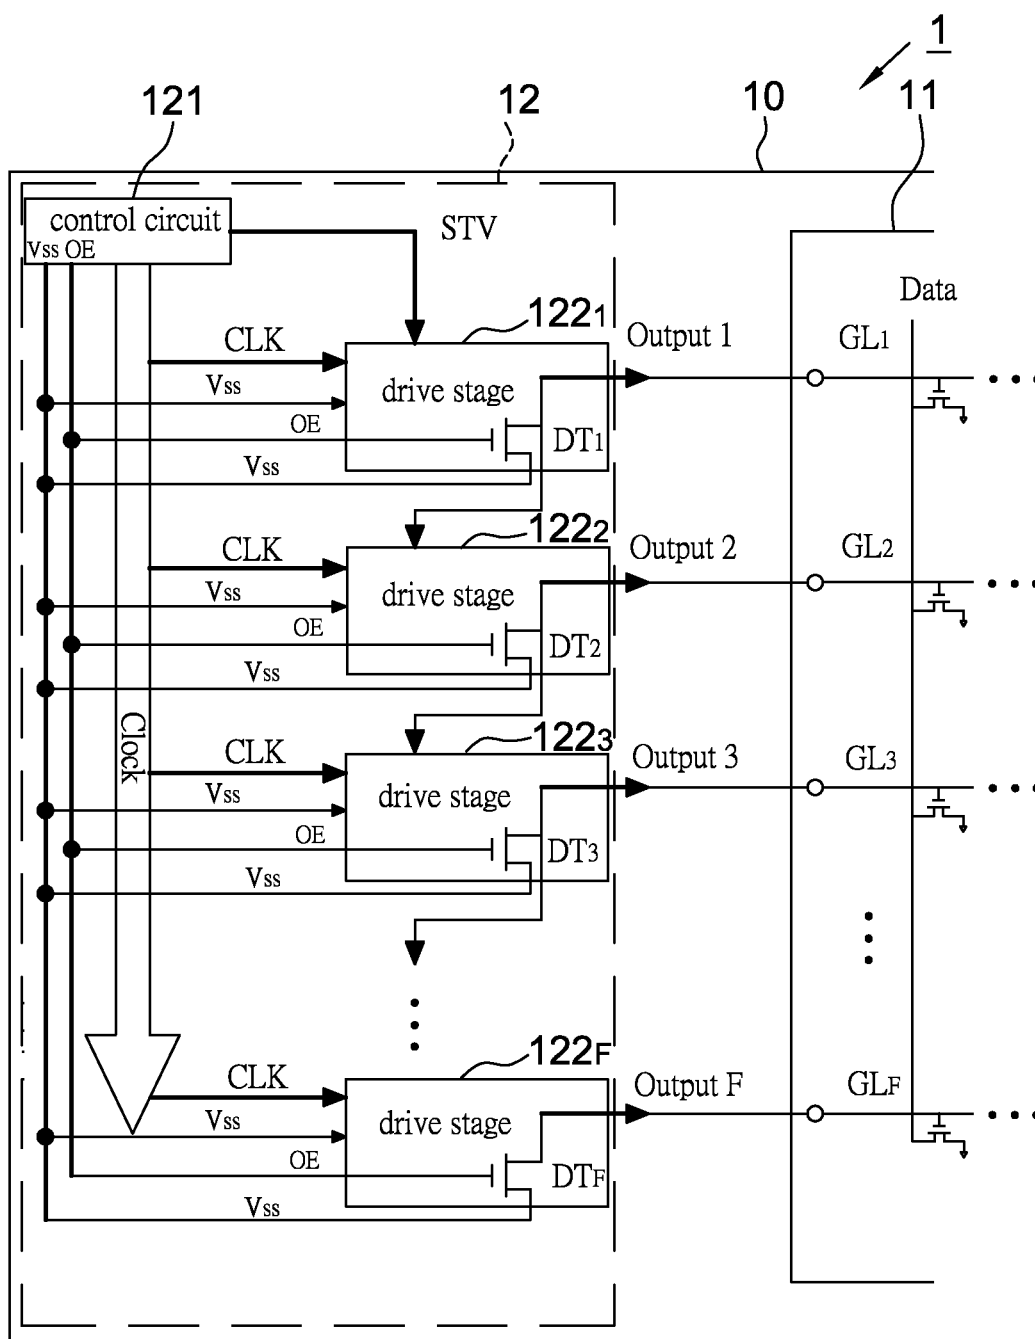 1
121
12
10
11
control circuit
Vss OE
STV
Data
122₁
CLK
Output 1
GL₁
Vss
drive stage
OE
DT₁
Vss
122₂
CLK
Output 2
GL₂
Vss
drive stage
OE
DT₂
Vss
Clock
122₃
CLK
Output 3
GL₃
Vss
drive stage
OE
DT₃
Vss
122F
CLK
Output F
GLF
Vss
drive stage
OE
DTF
Vss